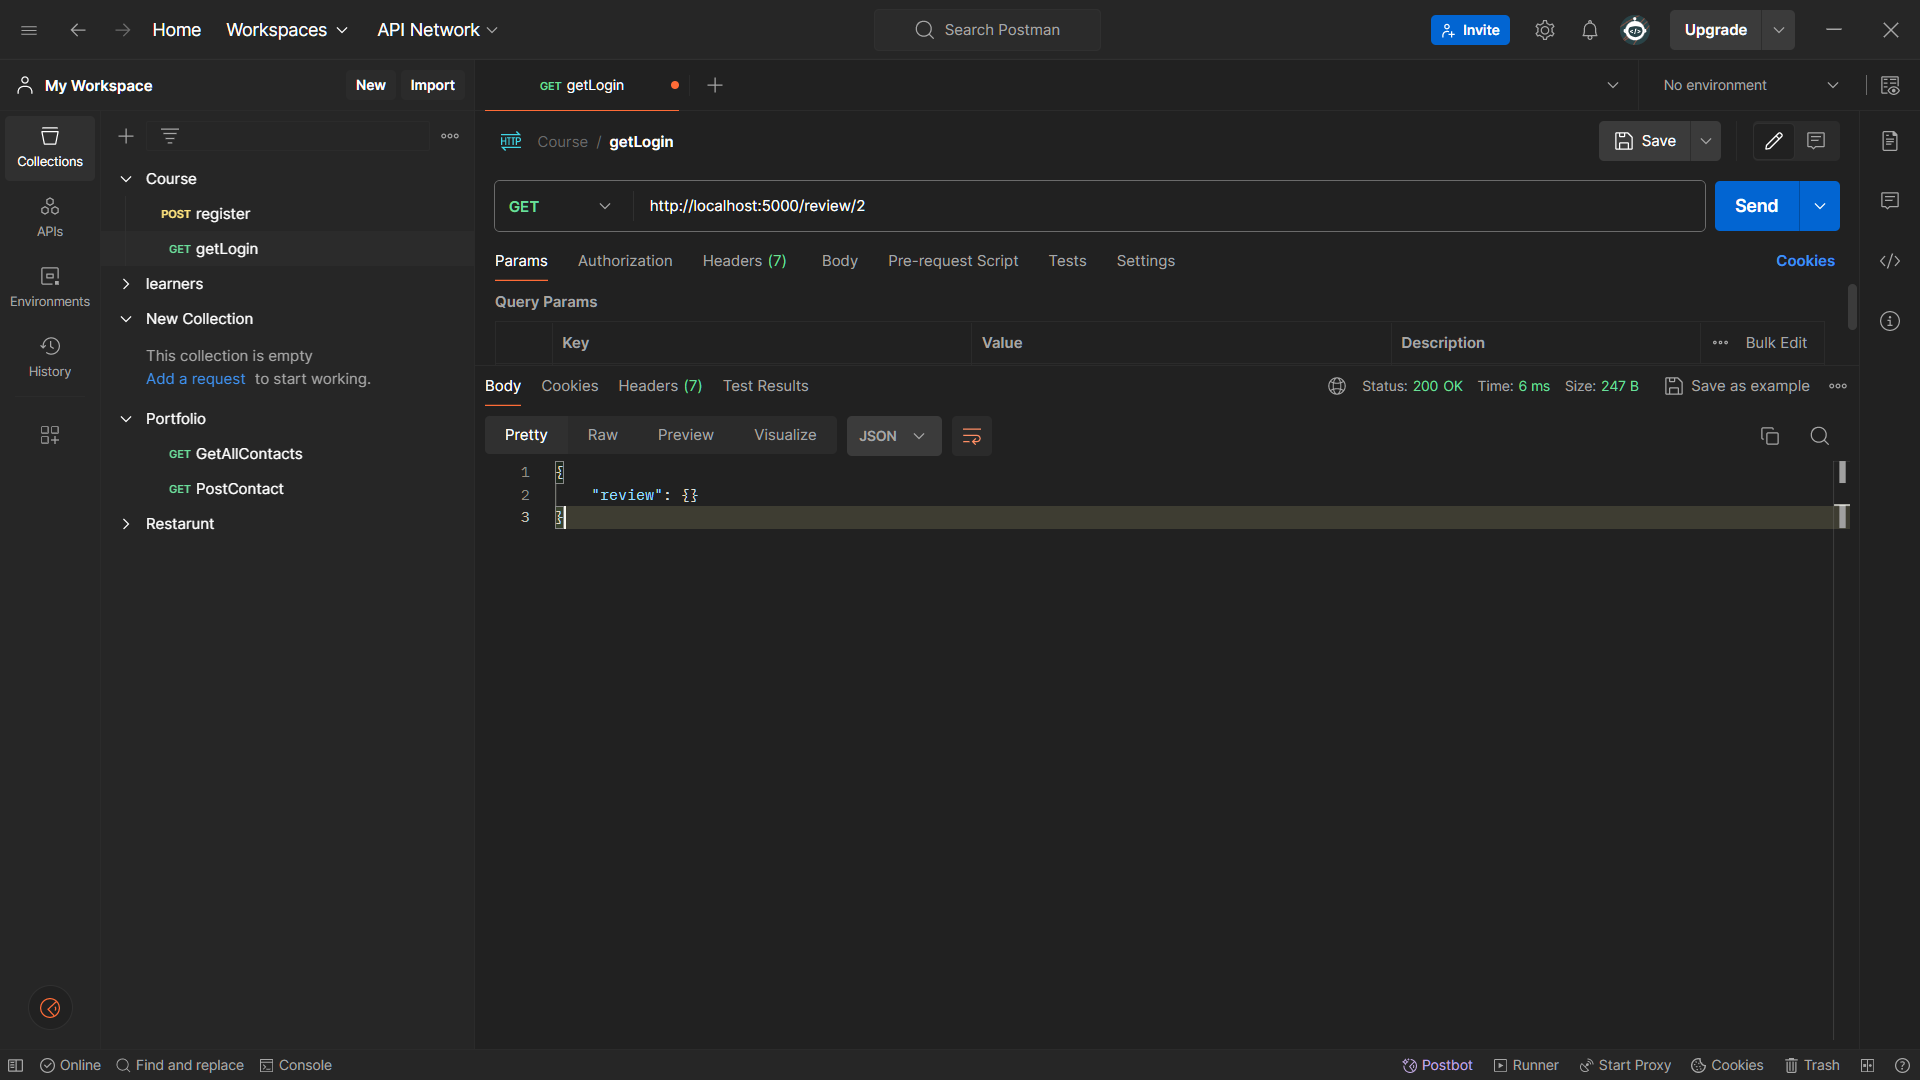 Home Workspaces API Network Search Postman Invite Upgrade
My Workspace New Import GET getLogin No environment
Collections
APIs
Environments
History
Course
POST register
GET getLogin
learners
New Collection
This collection is empty
Add a request to start working.
Portfolio
GET GetAllContacts
GET PostContact
Restarunt
HTTP Course / getLogin Save
GET http://localhost:5000/review/2 Send
Params Authorization Headers (7) Body Pre-request Script Tests Settings Cookies
Query Params
Key Value Description Bulk Edit
Body Cookies Headers (7) Test Results Status: 200 OK Time: 6 ms Size: 247 B Save as example
Pretty Raw Preview Visualize JSON
1 {
2 "review": {}
3 }
Online Find and replace Console Postbot Runner Start Proxy Cookies Trash